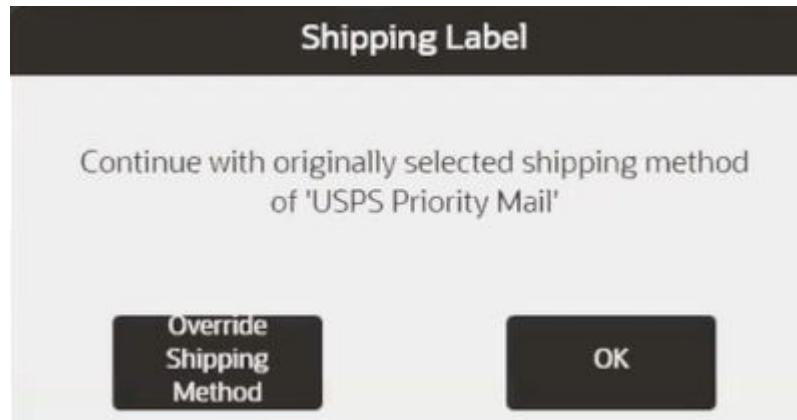 Shipping Label
Continue with originally selected shipping method
of 'USPS Priority Mail'
Override
Shipping
Method
OK